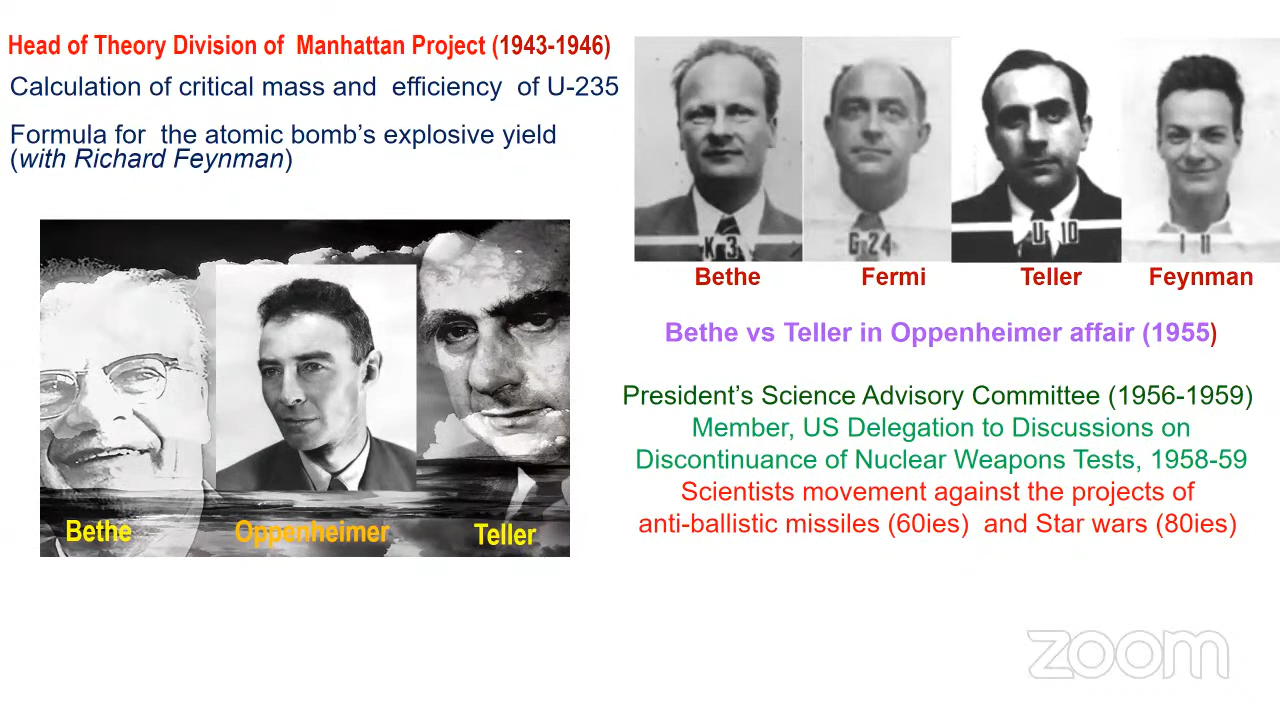 Head of Theory Division of Manhattan Project (1943-1946)
Calculation of critical mass and efficiency of U-235
Formula for the atomic bomb's explosive yield
(with Richard Feynman)
Bethe
Oppenheimer
Teller
K 3
G 24
U 10
I 11
Bethe
Fermi
Teller
Feynman
Bethe vs Teller in Oppenheimer affair (1955)
President's Science Advisory Committee (1956-1959)
Member, US Delegation to Discussions on
Discontinuance of Nuclear Weapons Tests, 1958-59
Scientists movement against the projects of
anti-ballistic missiles (60ies) and Star wars (80ies)
zoom